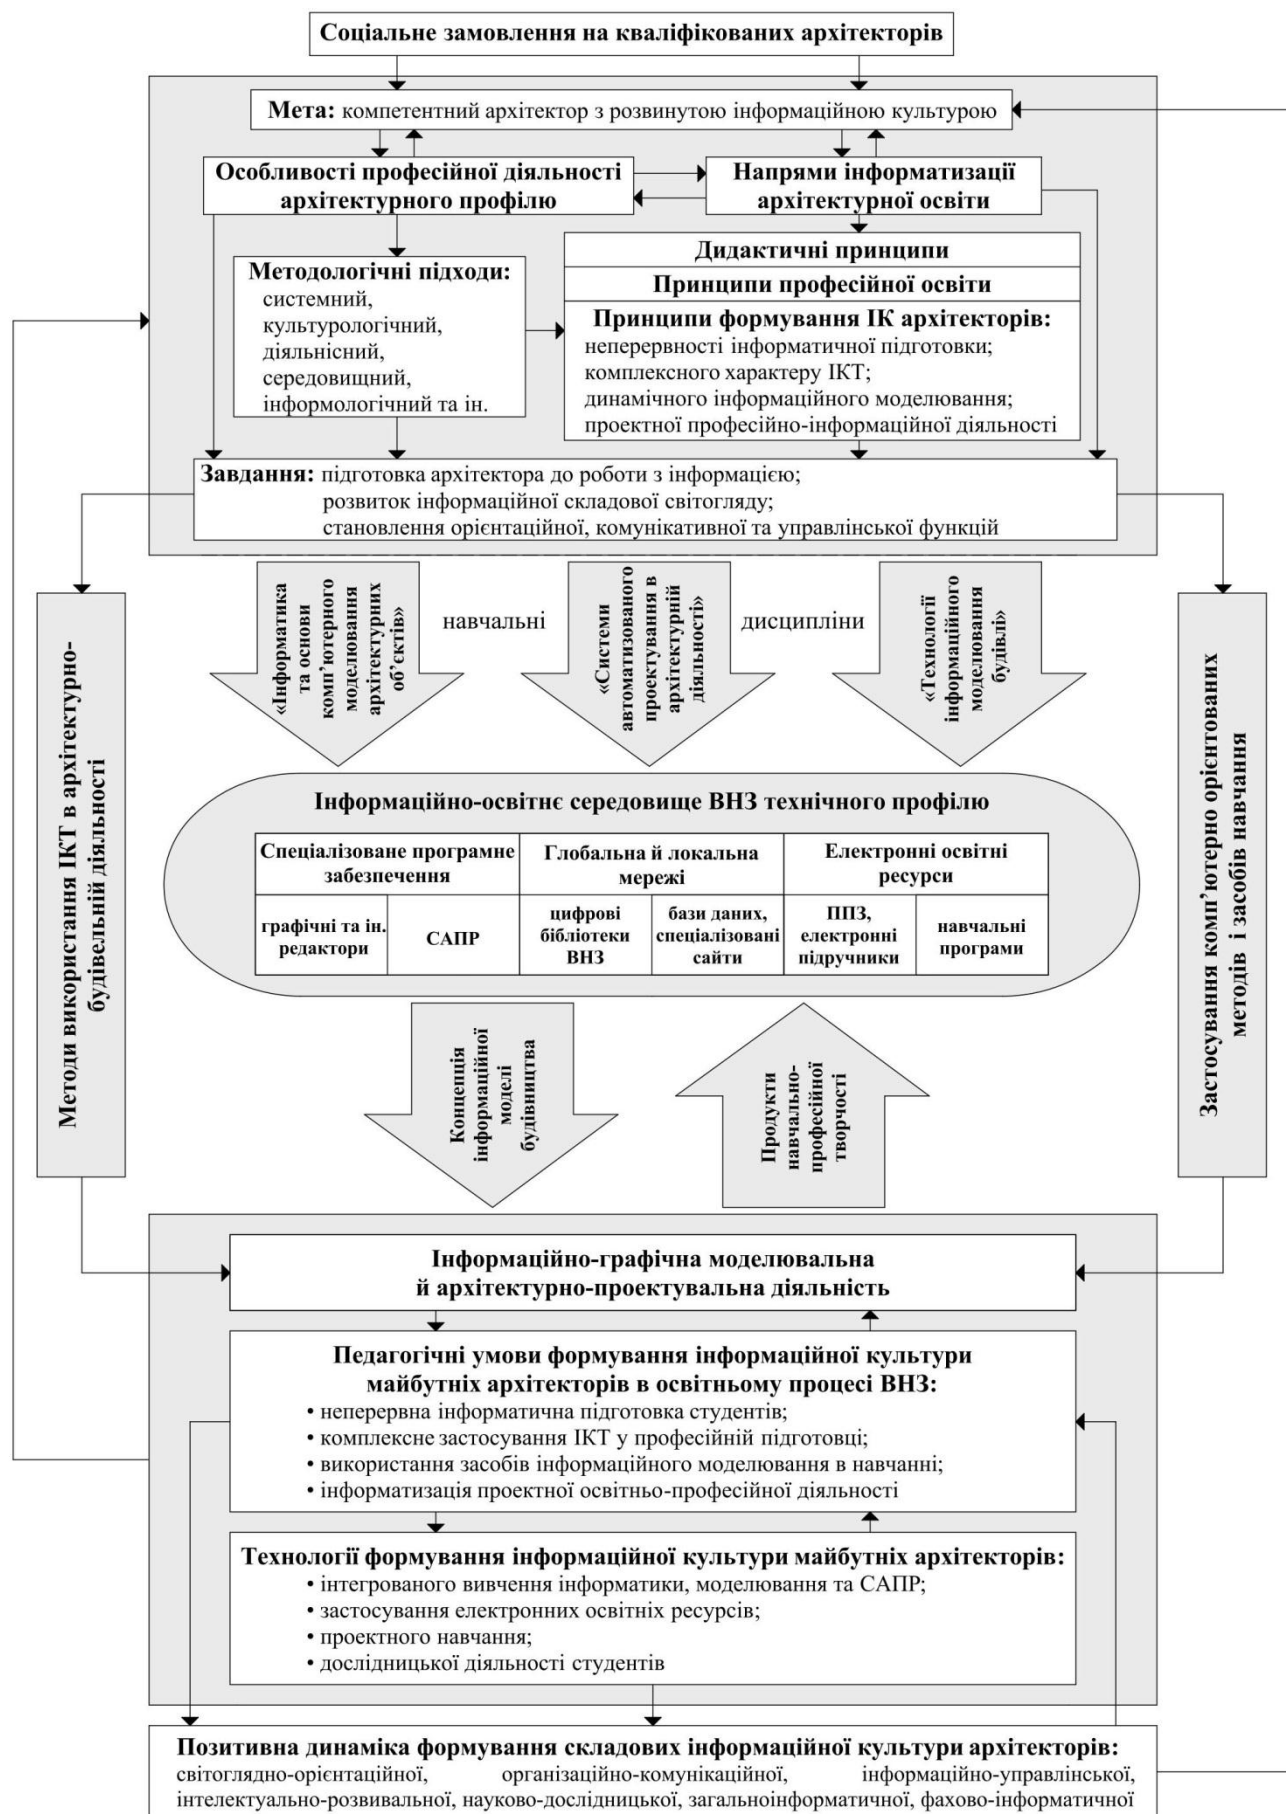 Соціальне замовлення на кваліфікованих архітекторів
Мета: компетентний архітектор з розвинутою інформаційною культурою
Особливості професійної діяльності
архітектурного профілю
Напрями інформатизації
архітектурної освіти
Методологічні підходи:
системний,
культурологічний,
діяльнісний,
середовищний,
інформологічний та ін.
Дидактичні принципи
Принципи професійної освіти
Принципи формування ІК архітекторів:
неперервності інформатичної підготовки;
комплексного характеру ІКТ;
динамічного інформаційного моделювання;
проектної професійно-інформаційної діяльності
Завдання: підготовка архітектора до роботи з інформацією;
розвиток інформаційної складової світогляду;
становлення орієнтаційної, комунікативної та управлінської функцій
Методи використання ІКТ в архітектурно-
будівельній діяльності
«Інформатика
та основи
комп’ютерного
моделювання
архітектурних
об’єктів»
навчальні
«Системи
автоматизованого
проектування в
архітектурній
діяльності»
дисципліни
«Технології
інформаційного
моделювання
будівлі»
Застосування комп’ютерно орієнтованих
методів і засобів навчання
Інформаційно-освітнє середовище ВНЗ технічного профілю
Спеціалізоване програмне
забезпечення
Глобальна й локальна
мережі
Електронні освітні
ресурси
графічні та ін.
редактори
САПР
цифрові
бібліотеки
ВНЗ
бази даних,
спеціалізовані
сайти
ППЗ,
електронні
підручники
навчальні
програми
Концепція
інформаційної
моделі
будівництва
Продукти
навчально-
професійної
творчості
Інформаційно-графічна моделювальна
й архітектурно-проектувальна діяльність
Педагогічні умови формування інформаційної культури
майбутніх архітекторів в освітньому процесі ВНЗ:
• неперервна інформатична підготовка студентів;
• комплексне застосування ІКТ у професійній підготовці;
• використання засобів інформаційного моделювання в навчанні;
• інформатизація проектної освітньо-професійної діяльності
Технології формування інформаційної культури майбутніх архітекторів:
• інтегрованого вивчення інформатики, моделювання та САПР;
• застосування електронних освітніх ресурсів;
• проектного навчання;
• дослідницької діяльності студентів
Позитивна динаміка формування складових інформаційної культури архітекторів:
світоглядно-орієнтаційної, організаційно-комунікаційної, інформаційно-управлінської,
інтелектуально-розвивальної, науково-дослідницької, загальноінформатичної, фахово-інформатичної